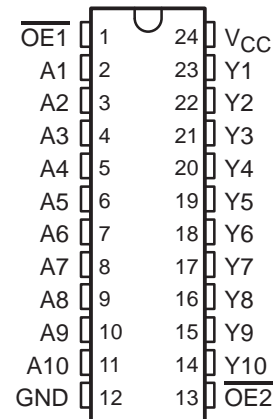 O̅E̅1̅ 1 24 VCC
A1 2 23 Y1
A2 3 22 Y2
A3 4 21 Y3
A4 5 20 Y4
A5 6 19 Y5
A6 7 18 Y6
A7 8 17 Y7
A8 9 16 Y8
A9 10 15 Y9
A10 11 14 Y10
GND 12 13 O̅E̅2̅